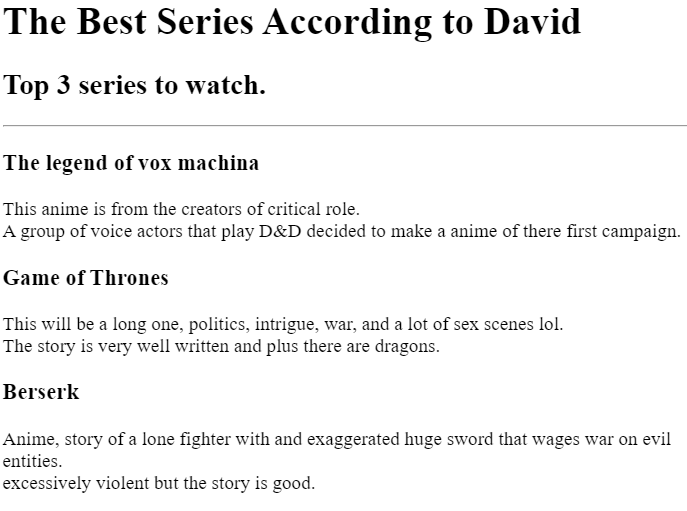 The Best Series According to David
Top 3 series to watch.
The legend of vox machina
This anime is from the creators of critical role.
A group of voice actors that play D&D decided to make a anime of there first campaign.
Game of Thrones
This will be a long one, politics, intrigue, war, and a lot of sex scenes lol.
The story is very well written and plus there are dragons.
Berserk
Anime, story of a lone fighter with and exaggerated huge sword that wages war on evil
entities.
excessively violent but the story is good.